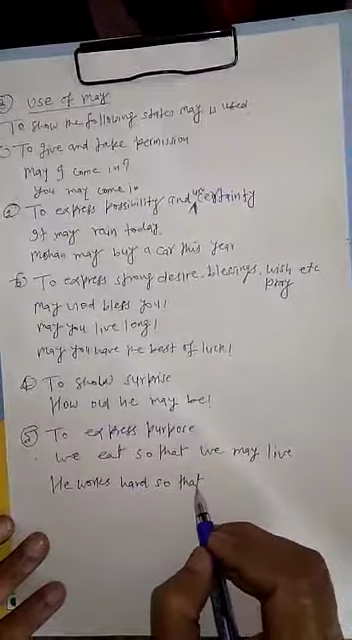 ③ Use of may
To show the following states may is used
① To give and take permission
may I come in?
you may come in
② To express possibility and uncertainty
It may rain today
mohan may buy a car this year
③ To express strong desire, blessings, wish etc
pray
may God bless you!
may you live long!
may you have the best of luck!
④ To show surprise
How old he may be!
⑤ To express purpose
we eat so that we may live
He works hard so that